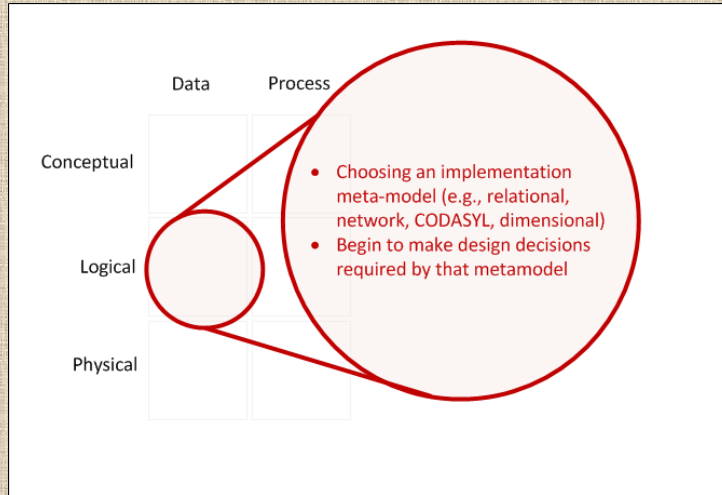 Data Process
Conceptual
• Choosing an implementation
meta-model (e.g., relational,
network, CODASYL, dimensional)
• Begin to make design decisions
required by that metamodel
Logical
Physical